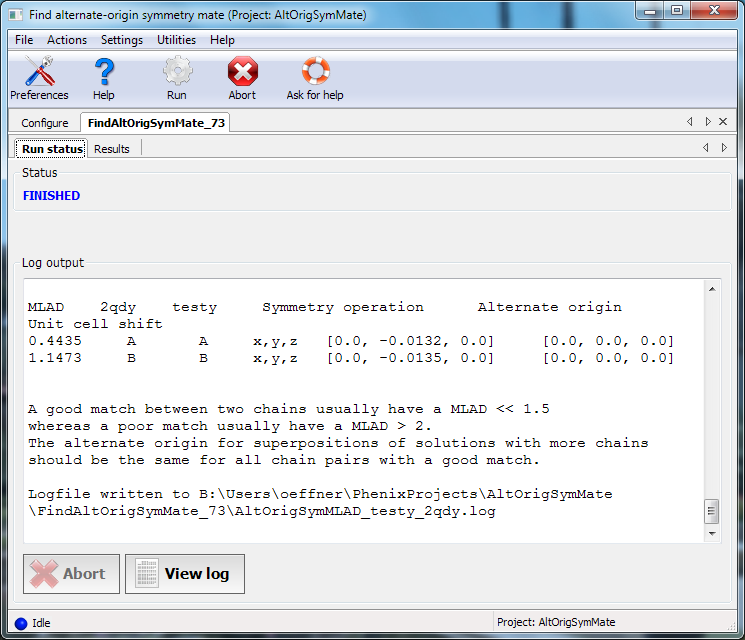 Find alternate-origin symmetry mate (Project: AltOrigSymMate)
File Actions Settings Utilities Help
Preferences Help Run Abort Ask for help
Configure FindAltOrigSymMate_73
Run status Results
Status
FINISHED
Log output
MLAD 2qdy testy Symmetry operation Alternate origin
Unit cell shift
0.4435 A A x,y,z [0.0, -0.0132, 0.0] [0.0, 0.0, 0.0]
1.1473 B B x,y,z [0.0, -0.0135, 0.0] [0.0, 0.0, 0.0]
A good match between two chains usually have a MLAD << 1.5
whereas a poor match usually have a MLAD > 2.
The alternate origin for superpositions of solutions with more chains
should be the same for all chain pairs with a good match.
Logfile written to B:\Users\oeffner\PhenixProjects\AltOrigSymMate
\FindAltOrigSymMate_73\AltOrigSymMLAD_testy_2qdy.log
Abort View log
Idle Project: AltOrigSymMate